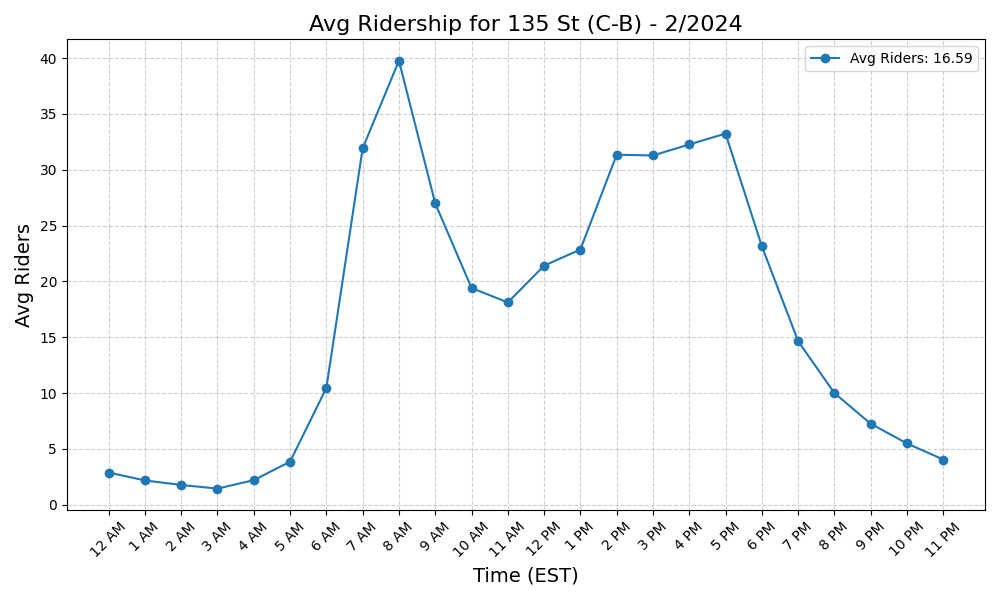 Avg Ridership for 135 St (C-B) - 2/2024
Avg Riders: 16.59
Avg Riders
40
35
30
25
20
15
10
5
0
12 AM
1 AM
2 AM
3 AM
4 AM
5 AM
6 AM
7 AM
8 AM
9 AM
10 AM
11 AM
12 PM
1 PM
2 PM
3 PM
4 PM
5 PM
6 PM
7 PM
8 PM
9 PM
10 PM
11 PM
Time (EST)